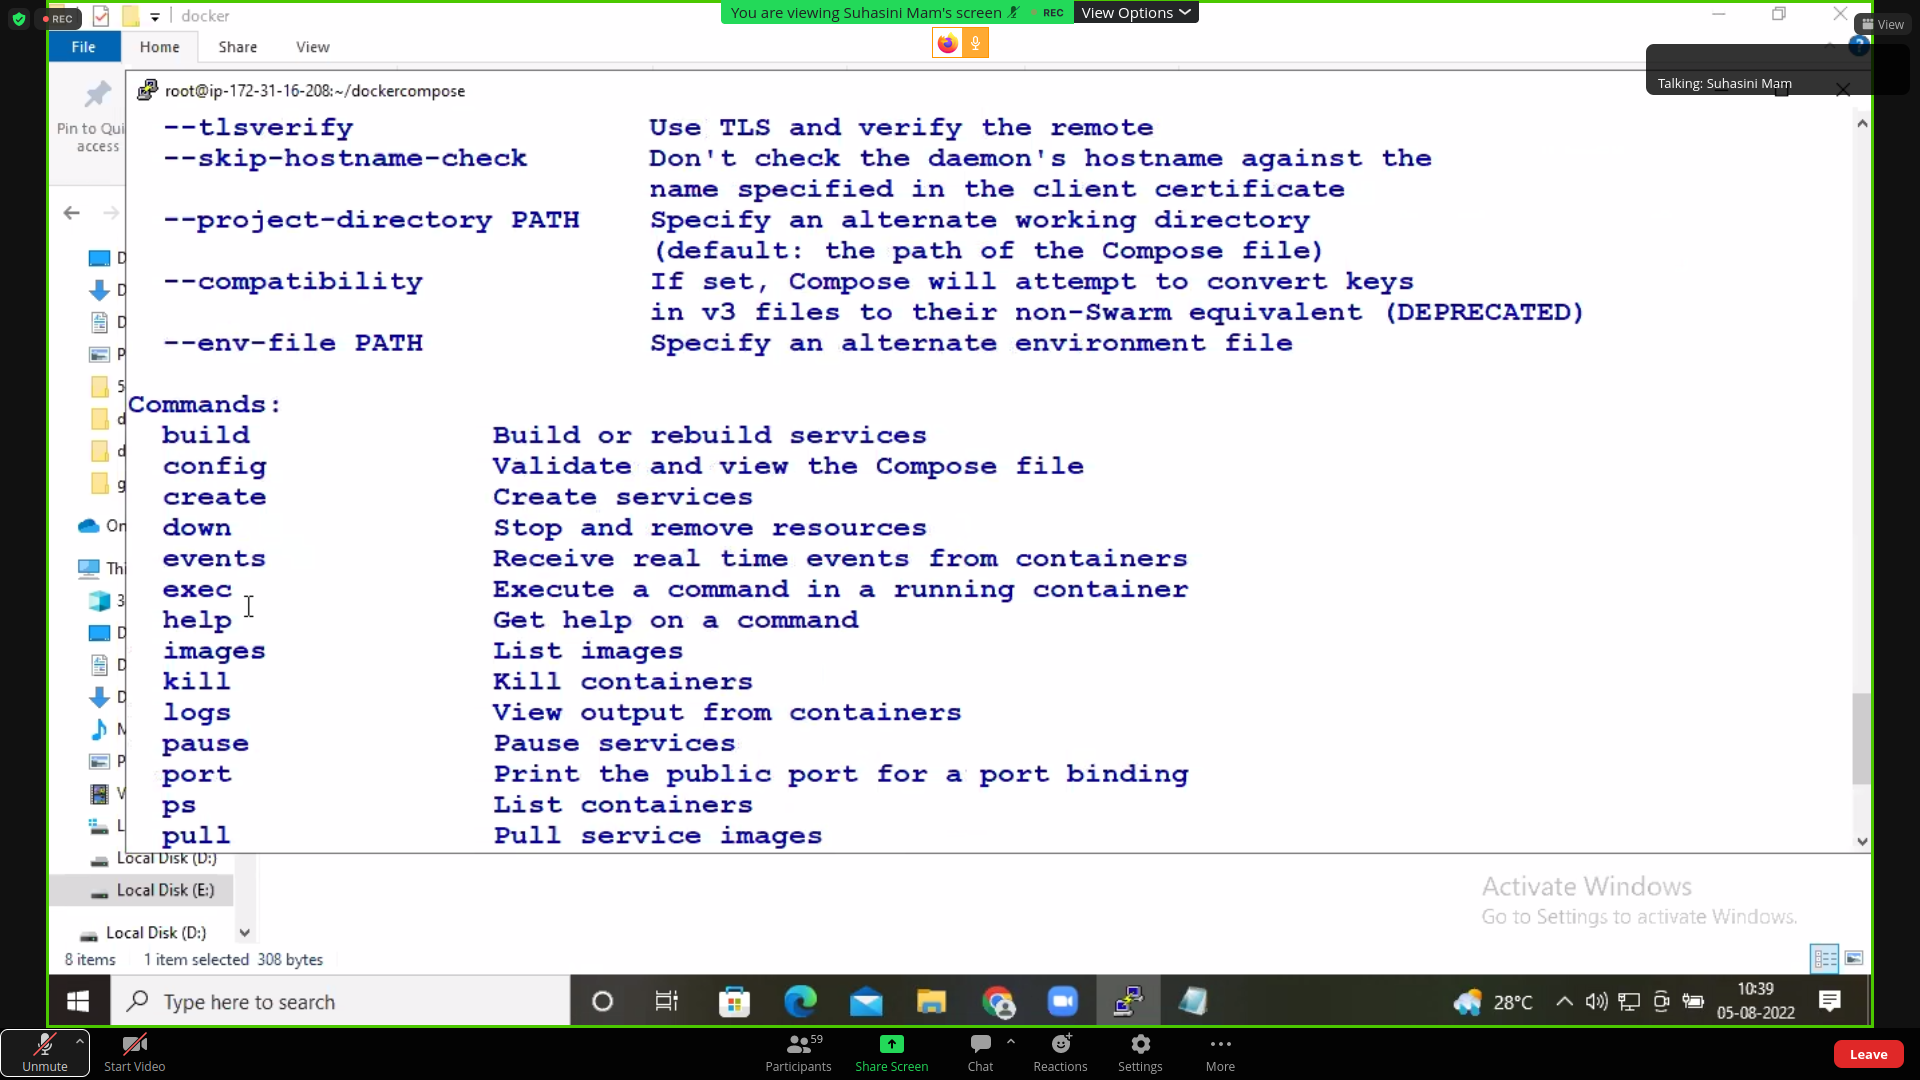 REC
docker
You are viewing Suhasini Mam's screen
REC
View Options
View
File
Home
Share
View
Talking: Suhasini Mam
Pin to Qui
access
root@ip-172-31-16-208:~/dockercompose
--tlsverify Use TLS and verify the remote
--skip-hostname-check Don't check the daemon's hostname against the
name specified in the client certificate
--project-directory PATH Specify an alternate working directory
(default: the path of the Compose file)
--compatibility If set, Compose will attempt to convert keys
in v3 files to their non-Swarm equivalent (DEPRECATED)
--env-file PATH Specify an alternate environment file
Commands:
build Build or rebuild services
config Validate and view the Compose file
create Create services
down Stop and remove resources
events Receive real time events from containers
exec Execute a command in a running container
help Get help on a command
images List images
kill Kill containers
logs View output from containers
pause Pause services
port Print the public port for a port binding
ps List containers
pull Pull service images
D
D
D
P
5
d
d
g
On
Thi
3
D
D
D
M
P
V
L
Local Disk (D:)
Local Disk (E:)
Local Disk (D:)
8 items 1 item selected 308 bytes
Activate Windows
Go to Settings to activate Windows.
Type here to search
28°C
10:39
05-08-2022
Unmute
Start Video
59
Participants
Share Screen
Chat
Reactions
Settings
More
Leave